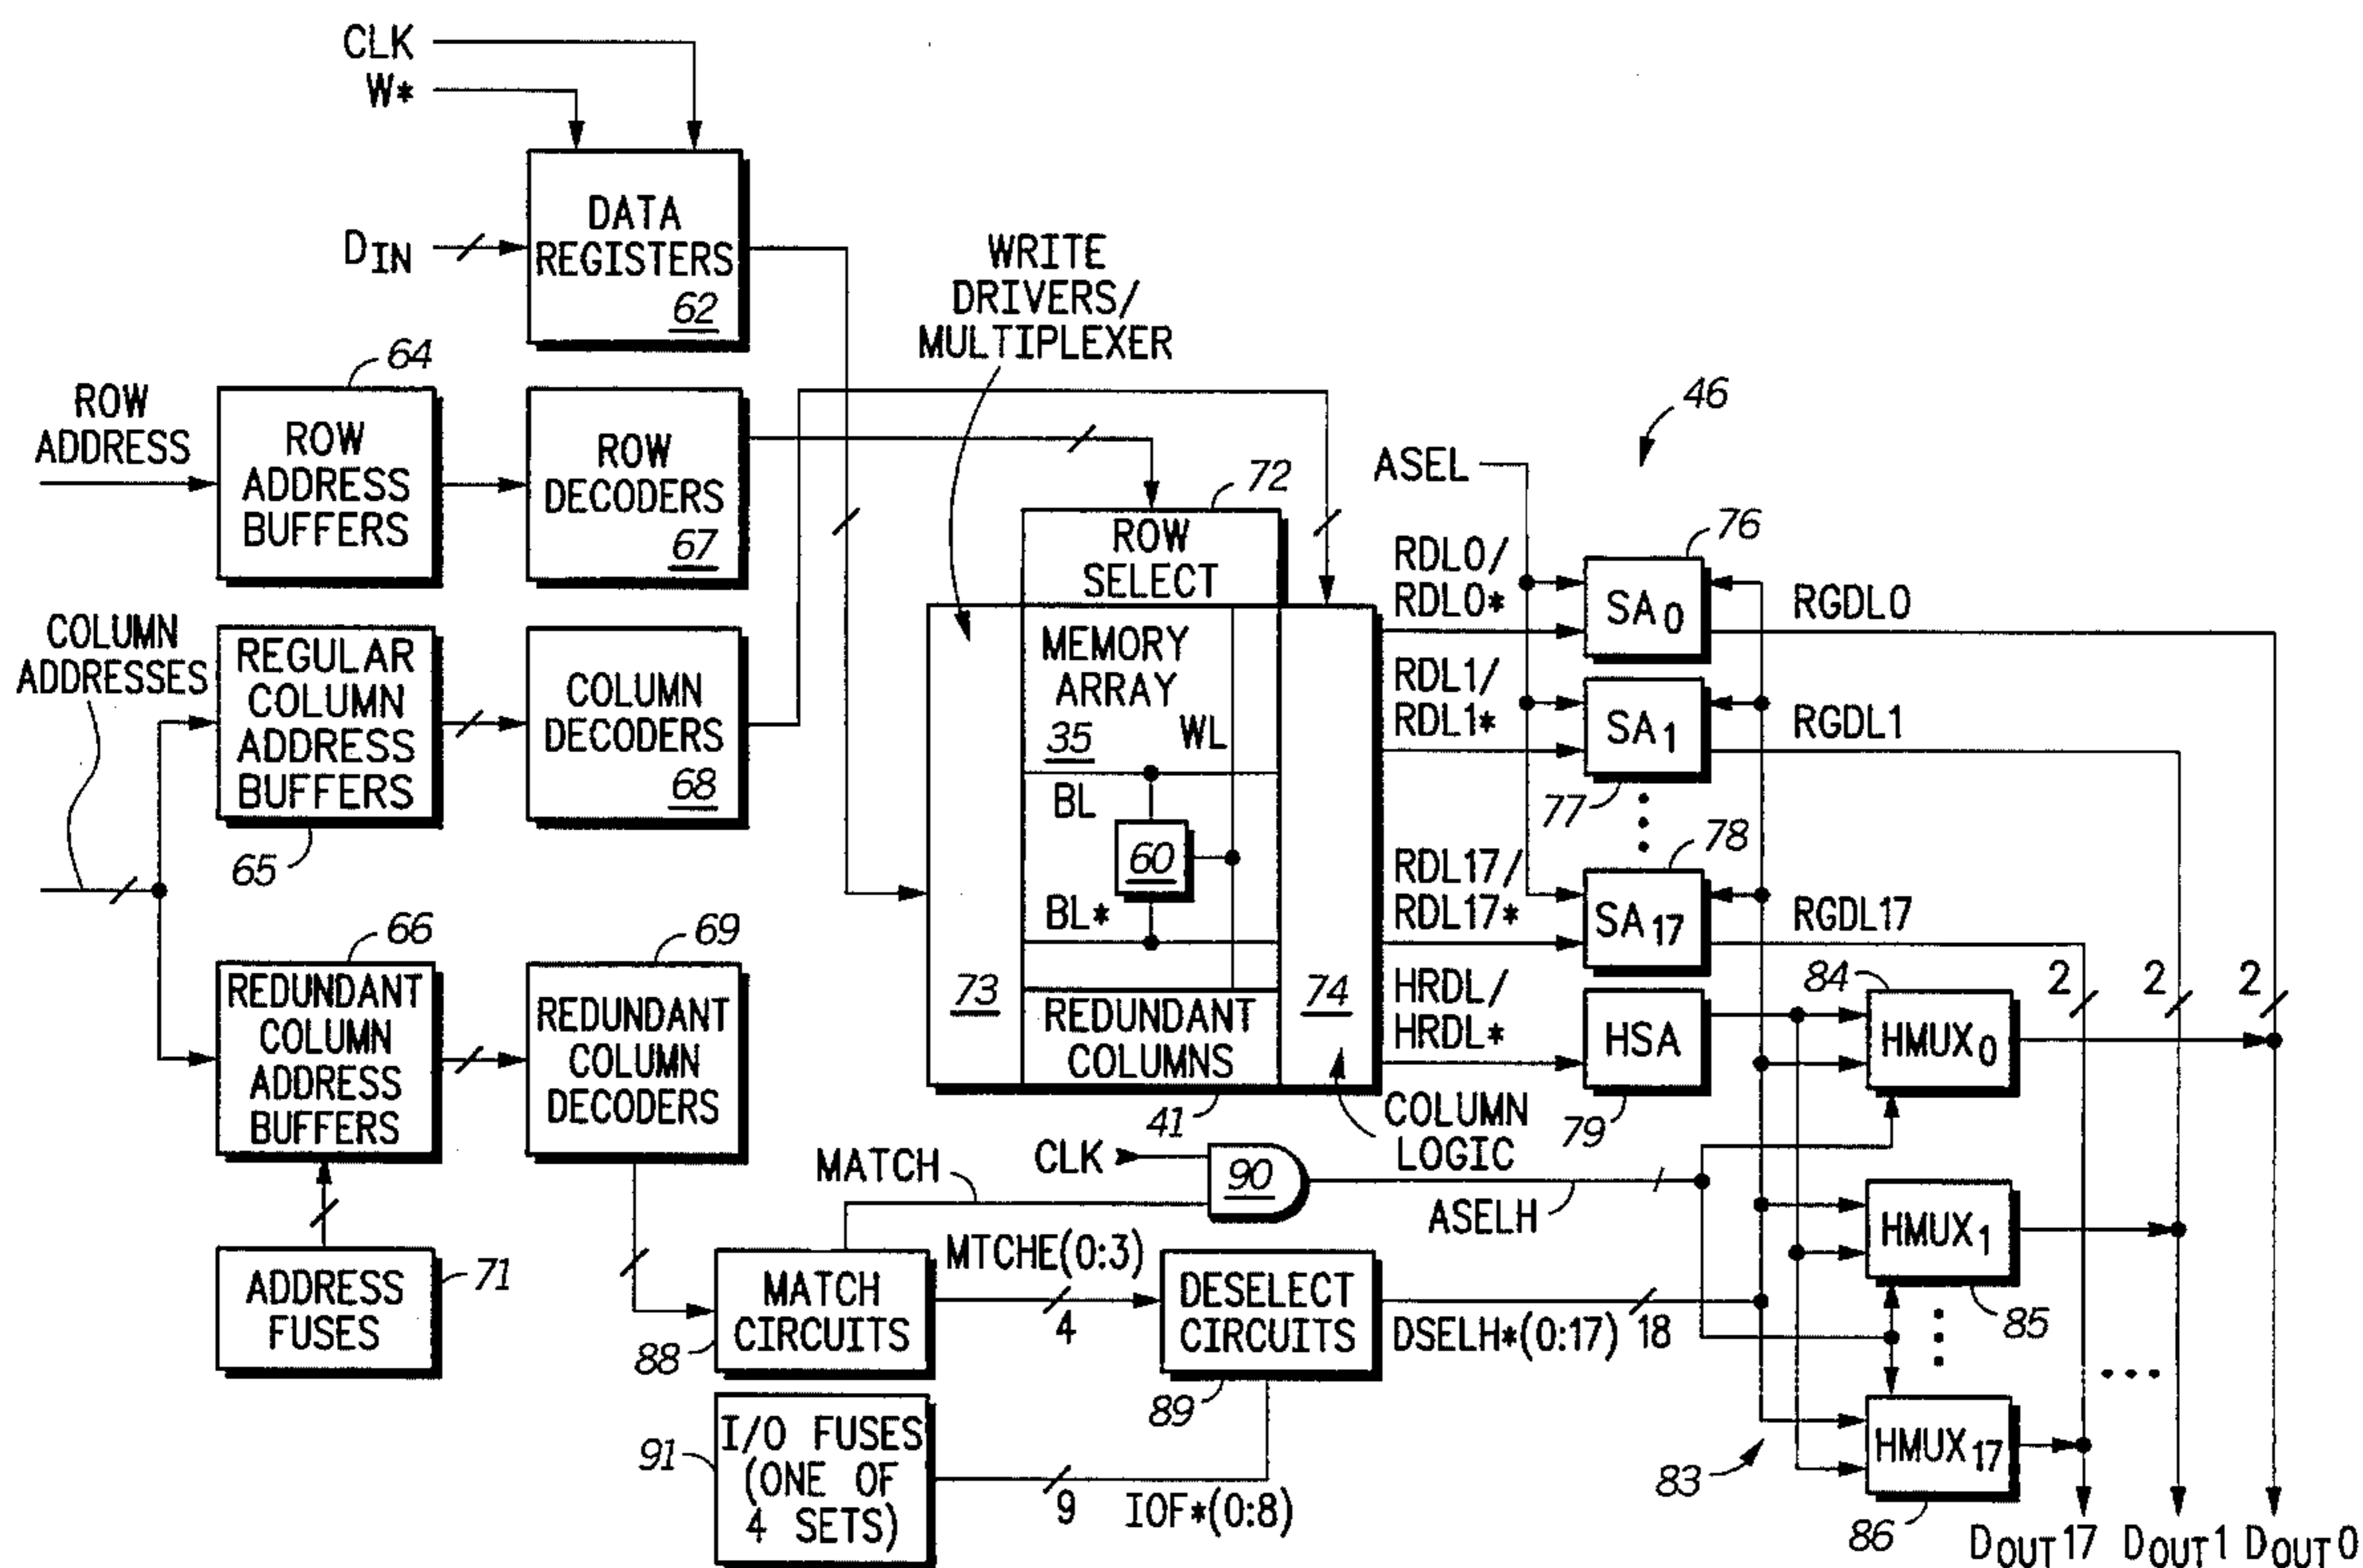 CLK
W*
DIN
DATA
REGISTERS
62
WRITE
DRIVERS/
MULTIPLEXER
64
ROW
ADDRESS
ROW
ADDRESS
BUFFERS
ROW
DECODERS
67
46
ASEL
72
ROW
SELECT
76
RDL0/
RDL0*
SA0
RGDL0
COLUMN
ADDRESSES
REGULAR
COLUMN
ADDRESS
BUFFERS
65
COLUMN
DECODERS
68
MEMORY
ARRAY
35
WL
BL
60
BL*
RDL1/
RDL1*
SA1
RGDL1
77
78
RDL17/
RDL17*
SA17
RGDL17
66
REDUNDANT
COLUMN
ADDRESS
BUFFERS
69
REDUNDANT
COLUMN
DECODERS
73
REDUNDANT
COLUMNS
74
41
COLUMN
LOGIC
HRDL/
HRDL*
HSA
79
84
2
2
2
HMUX0
MATCH
CLK
90
ASELH
HMUX1
85
ADDRESS
FUSES
71
MATCH
CIRCUITS
88
MTCHE(0:3)
4
DESELECT
CIRCUITS
89
DSELH*(0:17)
18
I/O FUSES
(ONE OF
4 SETS)
91
9
IOF*(0:8)
83
HMUX17
86
DOUT17
DOUT1
DOUT0